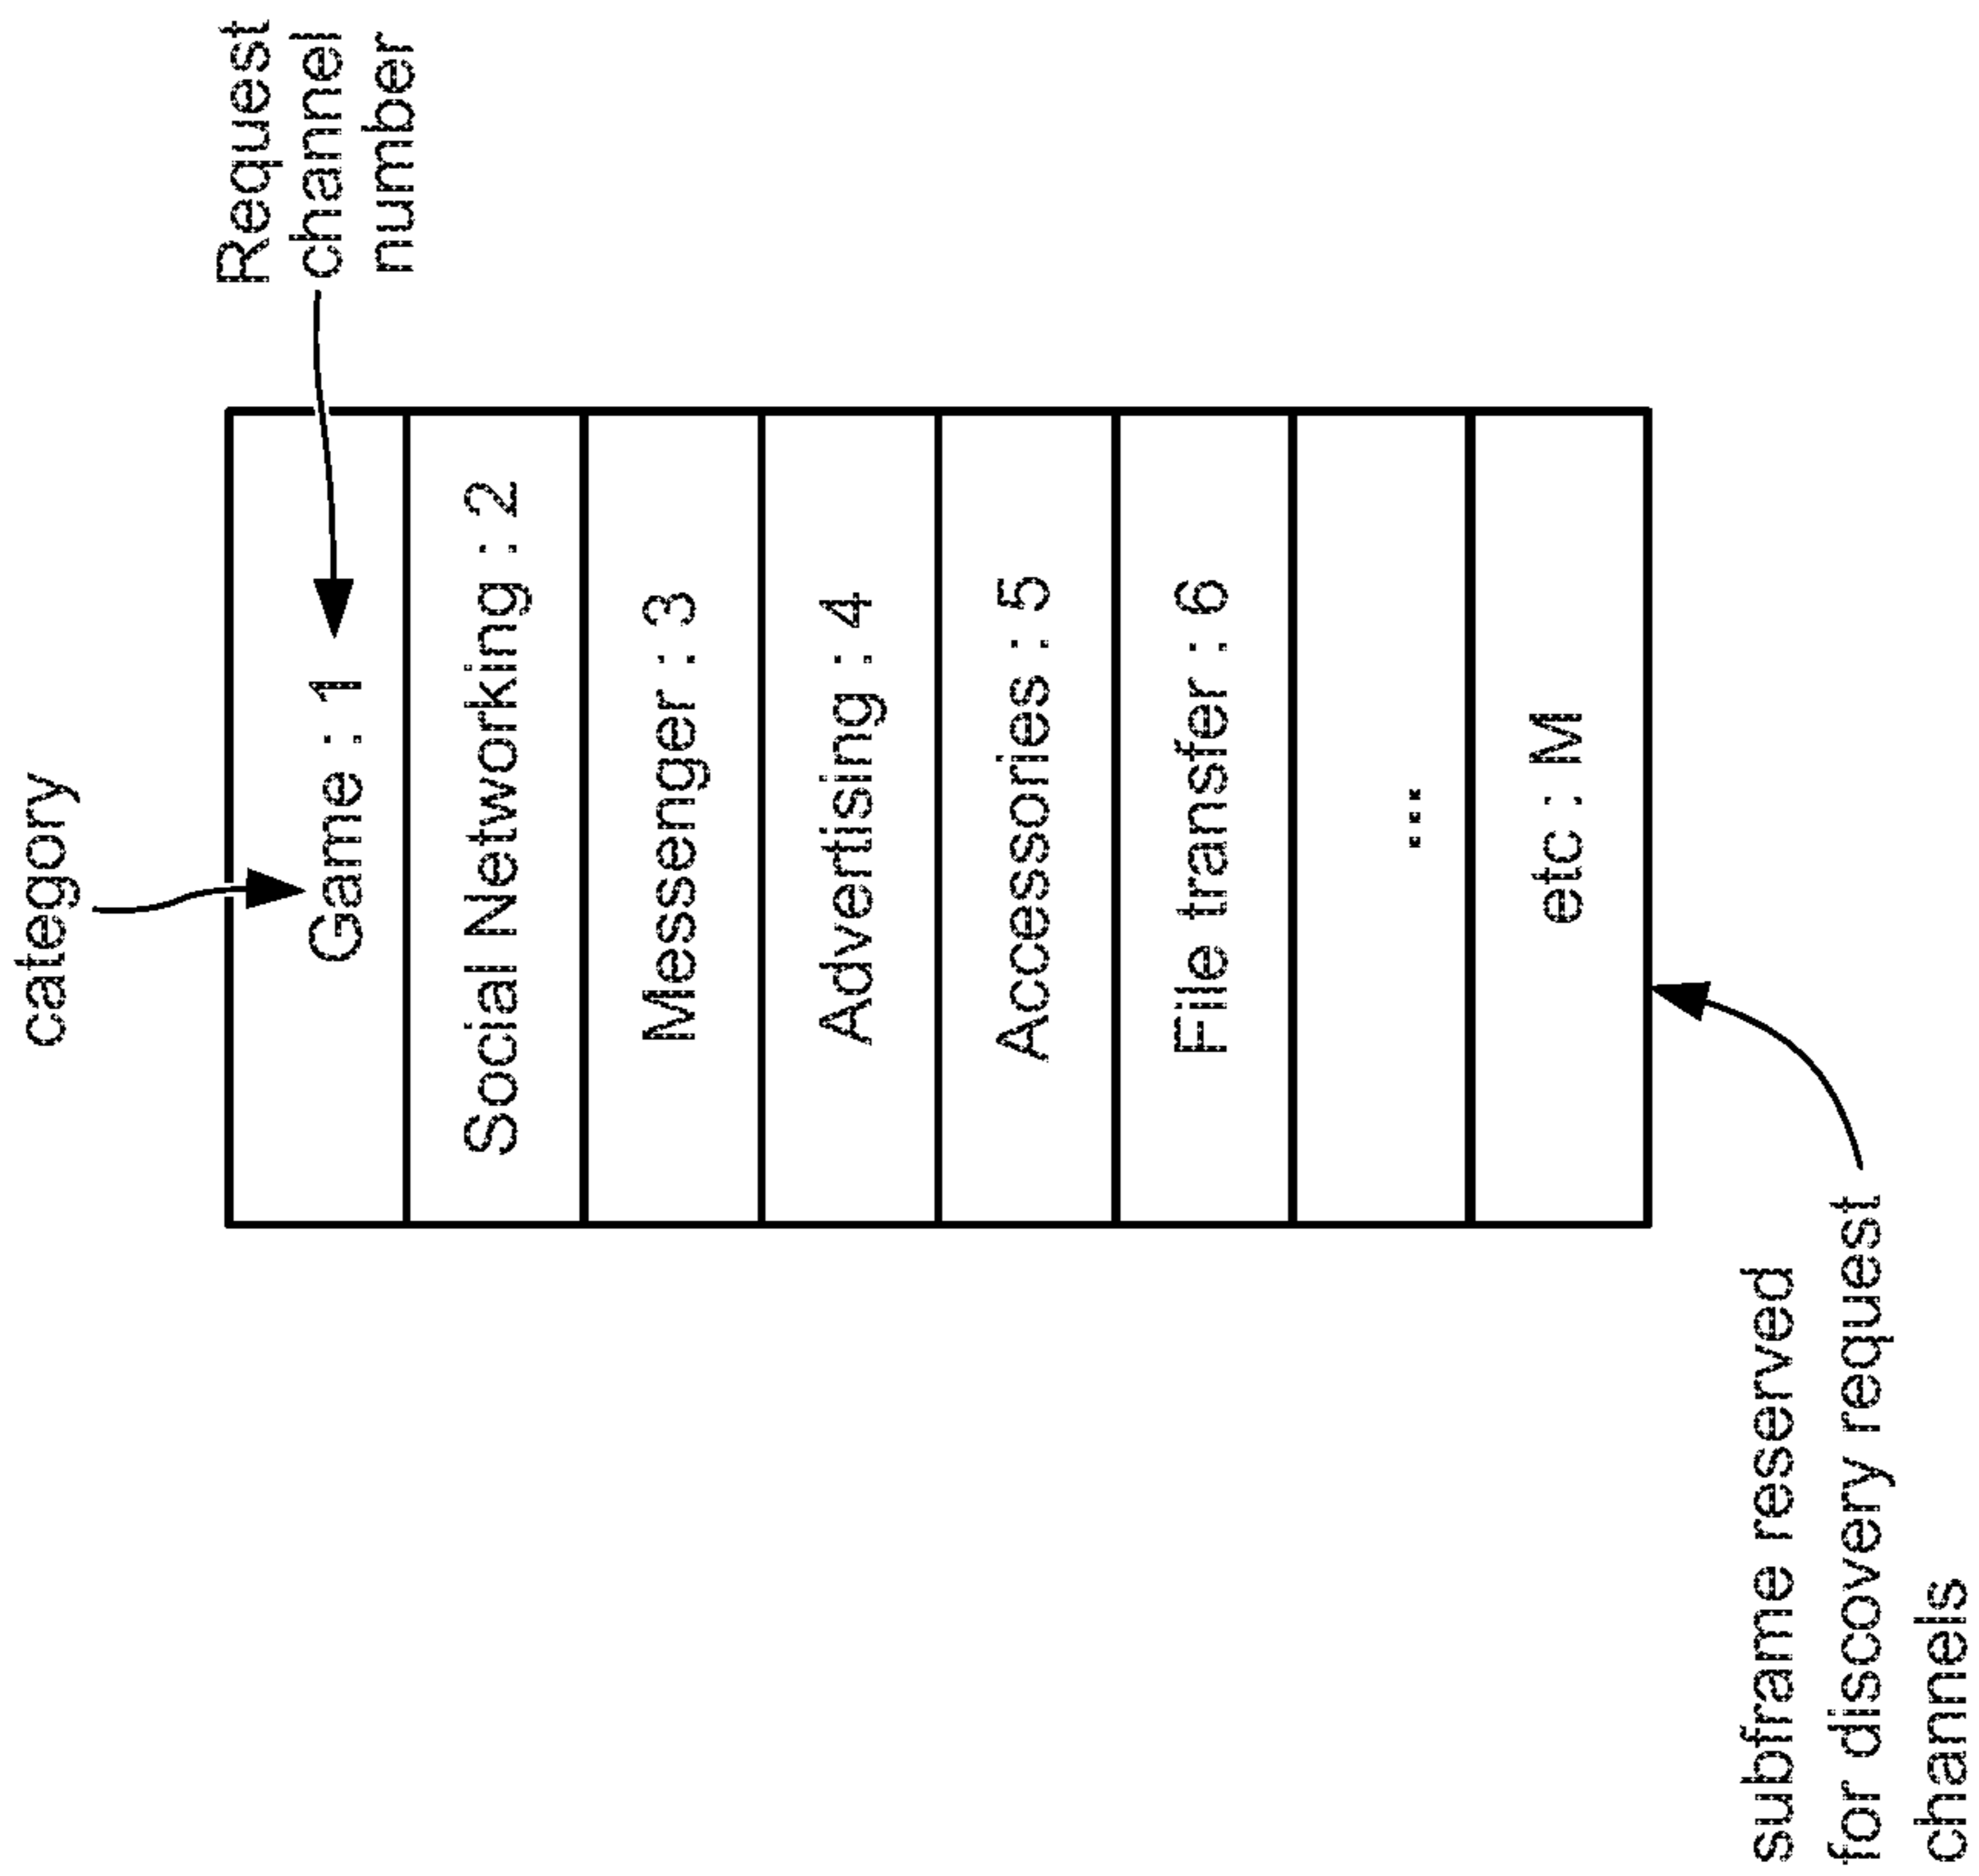 category
Request
channel
number
Game : 1
Social Networking : 2
Messenger : 3
Advertising : 4
Accessories : 5
File transfer : 6
...
etc : M
subframe reserved
for discovery request
channels